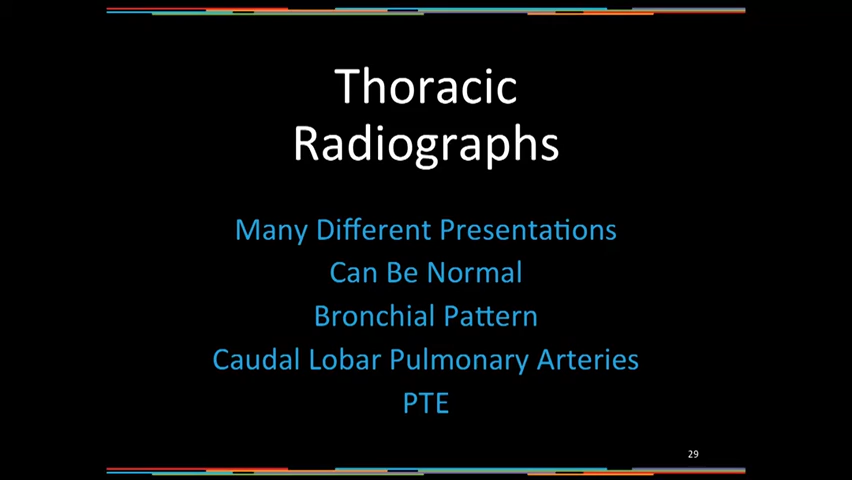 Thoracic
Radiographs
Many Different Presentations
Can Be Normal
Bronchial Pattern
Caudal Lobar Pulmonary Arteries
PTE
29